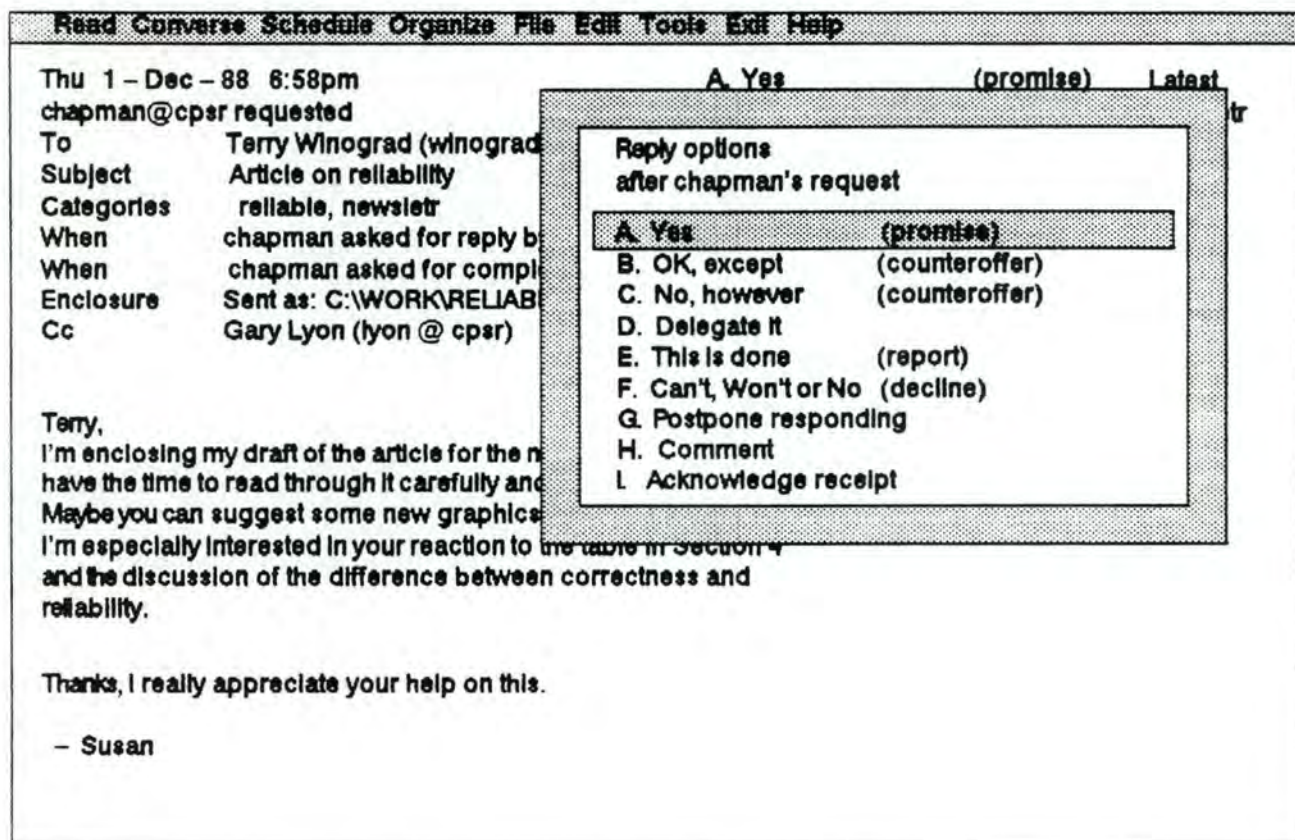 Read Converse Schedule Organize File Edit Tools Exit Help
Thu 1 – Dec – 88 6:58pm A. Yes (promise) Latest
chapman@cpsr requested tr
To Terry Winograd (winograd
Subject Article on reliability
Categories reliable, newsletr
When chapman asked for reply b
When chapman asked for compl
Enclosure Sent as: C:\WORK\RELIAB
Cc Gary Lyon (lyon @ cpsr)
Terry,
I'm enclosing my draft of the article for the n
have the time to read through it carefully and
Maybe you can suggest some new graphics
I'm especially interested in your reaction to the table in Section 4
and the discussion of the difference between correctness and
reliability.
Thanks, I really appreciate your help on this.
– Susan
Reply options
after chapman's request
A. Yes (promise)
B. OK, except (counteroffer)
C. No, however (counteroffer)
D. Delegate it
E. This is done (report)
F. Can't, Won't or No (decline)
G. Postpone responding
H. Comment
I. Acknowledge receipt